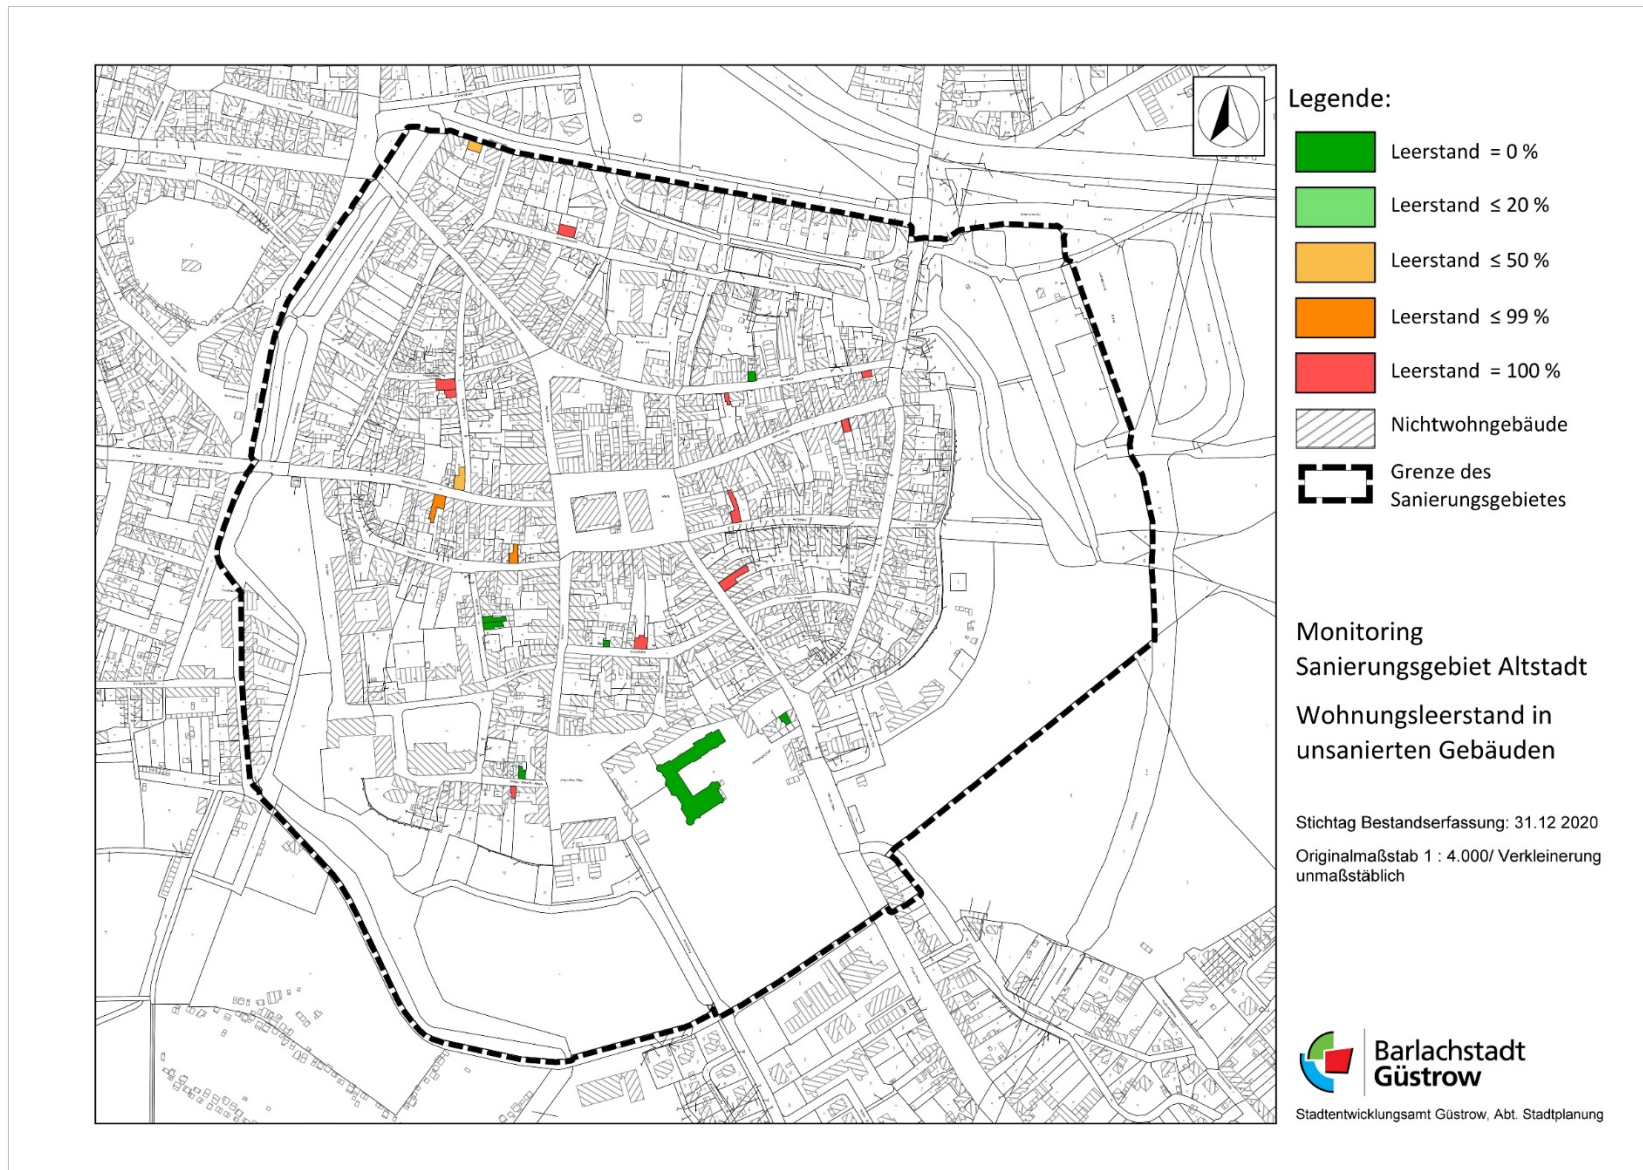 Legende:
Leerstand = 0 %
Leerstand ≤ 20 %
Leerstand ≤ 50 %
Leerstand ≤ 99 %
Leerstand = 100 %
Nichtwohngebäude
Grenze des
Sanierungsgebietes
Monitoring
Sanierungsgebiet Altstadt
Wohnungsleerstand in
unsanierten Gebäuden
Stichtag Bestandserfassung: 31.12 2020
Originalmaßstab 1 : 4.000/ Verkleinerung
unmaßstäblich
Barlachstadt
Güstrow
Stadtentwicklungsamt Güstrow, Abt. Stadtplanung